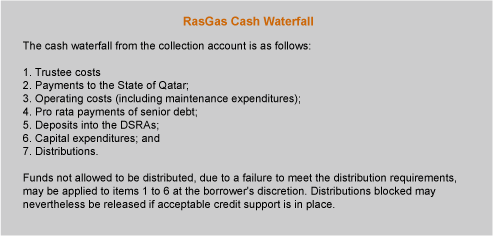 RasGas Cash Waterfall
The cash waterfall from the collection account is as follows:
1. Trustee costs
2. Payments to the State of Qatar;
3. Operating costs (including maintenance expenditures);
4. Pro rata payments of senior debt;
5. Deposits into the DSRAs;
6. Capital expenditures; and
7. Distributions.
Funds not allowed to be distributed, due to a failure to meet the distribution requirements,
may be applied to items 1 to 6 at the borrower's discretion. Distributions blocked may
nevertheless be released if acceptable credit support is in place.